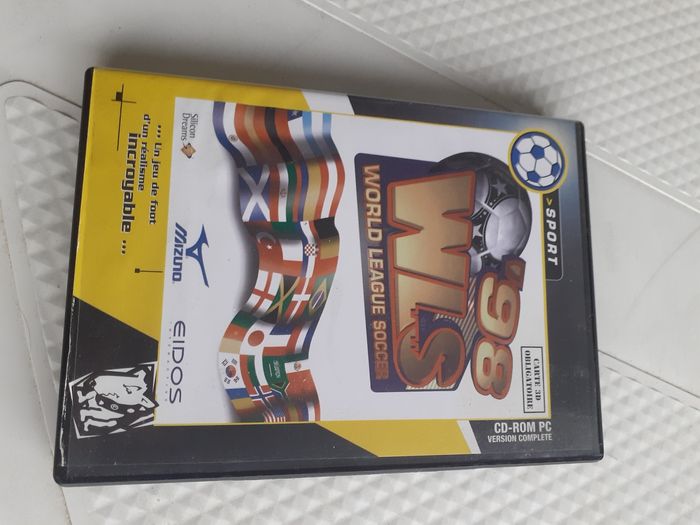 > SPORT
'98
WLS
WORLD LEAGUE SOCCER
CARTE 3D
OBLIGATOIRE
CD-ROM PC
VERSION COMPLETE
Silicon
Dreams
MIZUNO
EIDOS
... Un jeu de foot
d'un réalisme
incroyable ...